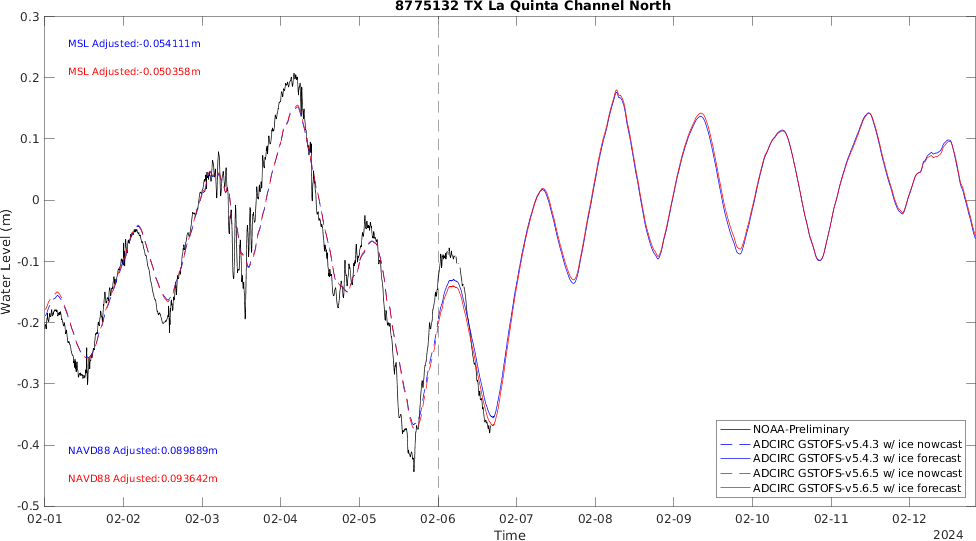 8775132 TX La Quinta Channel North
0.3
0.2
0.1
0
-0.1
-0.2
-0.3
-0.4
-0.5
Water Level (m)
MSL Adjusted:-0.054111m
MSL Adjusted:-0.050358m
NAVD88 Adjusted:0.089889m
NAVD88 Adjusted:0.093642m
NOAA-Preliminary
ADCIRC GSTOFS-v5.4.3 w/ ice nowcast
ADCIRC GSTOFS-v5.4.3 w/ ice forecast
ADCIRC GSTOFS-v5.6.5 w/ ice nowcast
ADCIRC GSTOFS-v5.6.5 w/ ice forecast
02-01 02-02 02-03 02-04 02-05 02-06 02-07 02-08 02-09 02-10 02-11 02-12
Time
2024